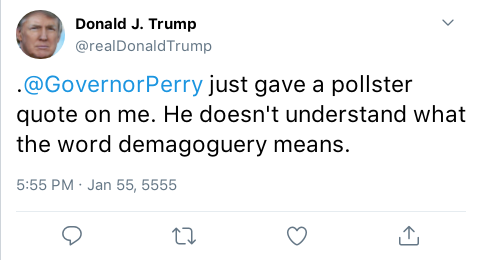 Donald J. Trump
@realDonaldTrump
.@GovernorPerry just gave a pollster
quote on me. He doesn't understand what
the word demagoguery means.
5:55 PM · Jan 55, 5555